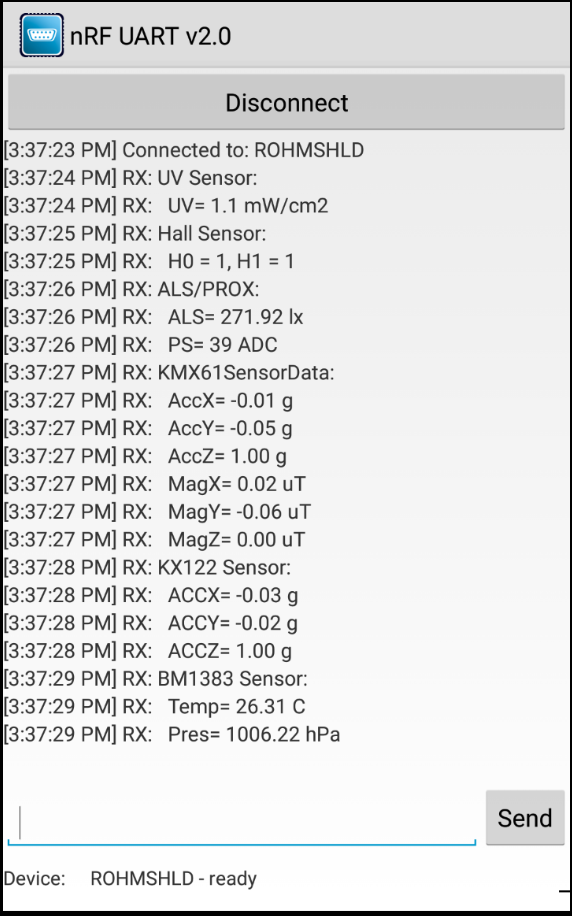 nRF UART v2.0
Disconnect
[3:37:23 PM] Connected to: ROHMSHLD
[3:37:24 PM] RX: UV Sensor:
[3:37:24 PM] RX:   UV= 1.1 mW/cm2
[3:37:25 PM] RX: Hall Sensor:
[3:37:25 PM] RX:   H0 = 1, H1 = 1
[3:37:26 PM] RX: ALS/PROX:
[3:37:26 PM] RX:   ALS= 271.92 lx
[3:37:26 PM] RX:   PS= 39 ADC
[3:37:27 PM] RX: KMX61SensorData:
[3:37:27 PM] RX:   AccX= -0.01 g
[3:37:27 PM] RX:   AccY= -0.05 g
[3:37:27 PM] RX:   AccZ= 1.00 g
[3:37:27 PM] RX:   MagX= 0.02 uT
[3:37:27 PM] RX:   MagY= -0.06 uT
[3:37:27 PM] RX:   MagZ= 0.00 uT
[3:37:28 PM] RX: KX122 Sensor:
[3:37:28 PM] RX:   ACCX= -0.03 g
[3:37:28 PM] RX:   ACCY= -0.02 g
[3:37:28 PM] RX:   ACCZ= 1.00 g
[3:37:29 PM] RX: BM1383 Sensor:
[3:37:29 PM] RX:   Temp= 26.31 C
[3:37:29 PM] RX:   Pres= 1006.22 hPa
Send
Device:    ROHMSHLD - ready